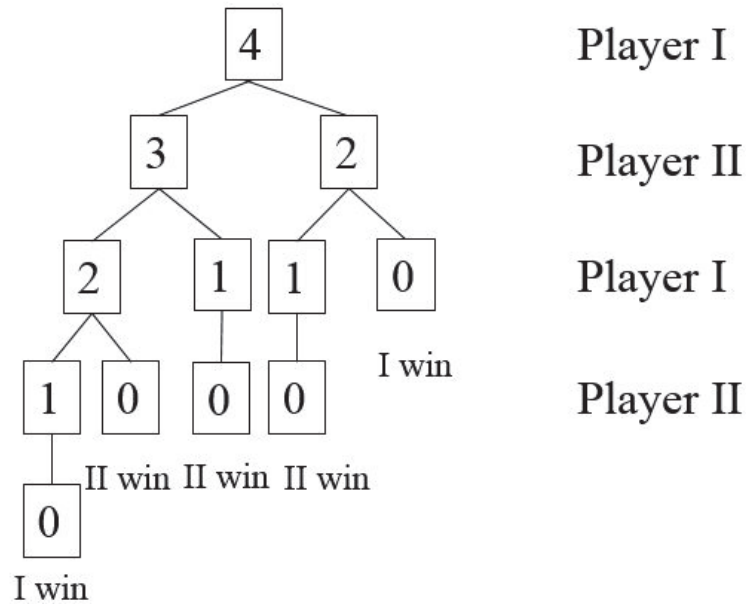 4 Player I
3 2 Player II
2 1 1 0 Player I
I win
1 0 0 0 Player II
II win II win II win
0
I win